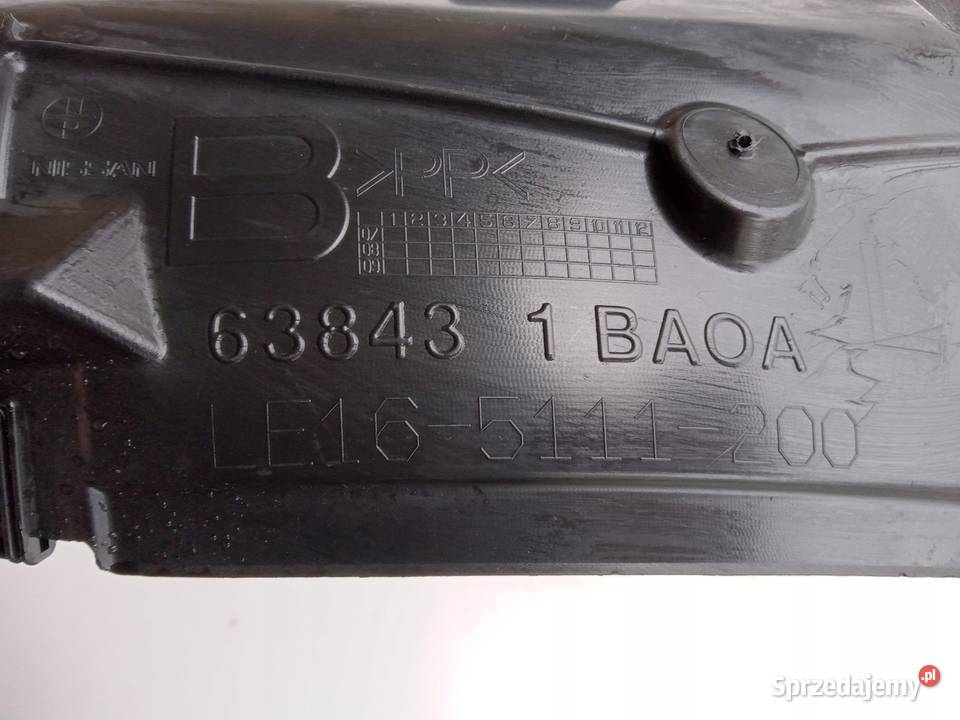 NISSAN
B >PP<
1 2 3 4 5 6 7 8 9 10 11 12
07
08
09
63843 1BAOA
LE16-5111-200
Sprzedajemy.pl